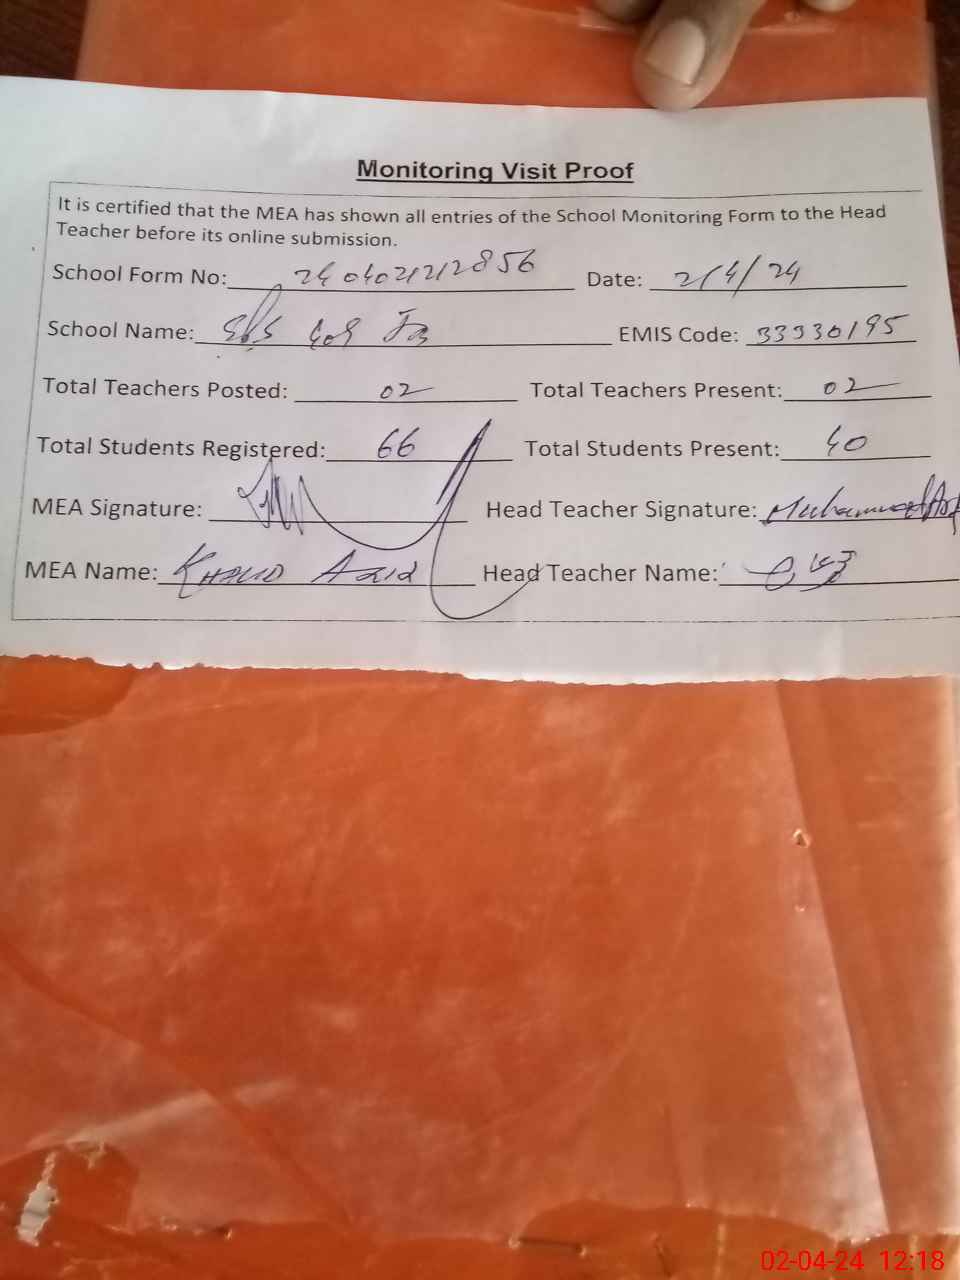 Monitoring Visit Proof
It is certified that the MEA has shown all entries of the School Monitoring Form to the Head
Teacher before its online submission.
School Form No: 2404021212856 Date: 2/4/24
School Name: EMIS Code: 33330195
Total Teachers Posted: 02 Total Teachers Present: 02
Total Students Registered: 66 Total Students Present: 40
MEA Signature: Head Teacher Signature: Muhammad
MEA Name: KHALID AZIZ Head Teacher Name:
02-04-24 12:18